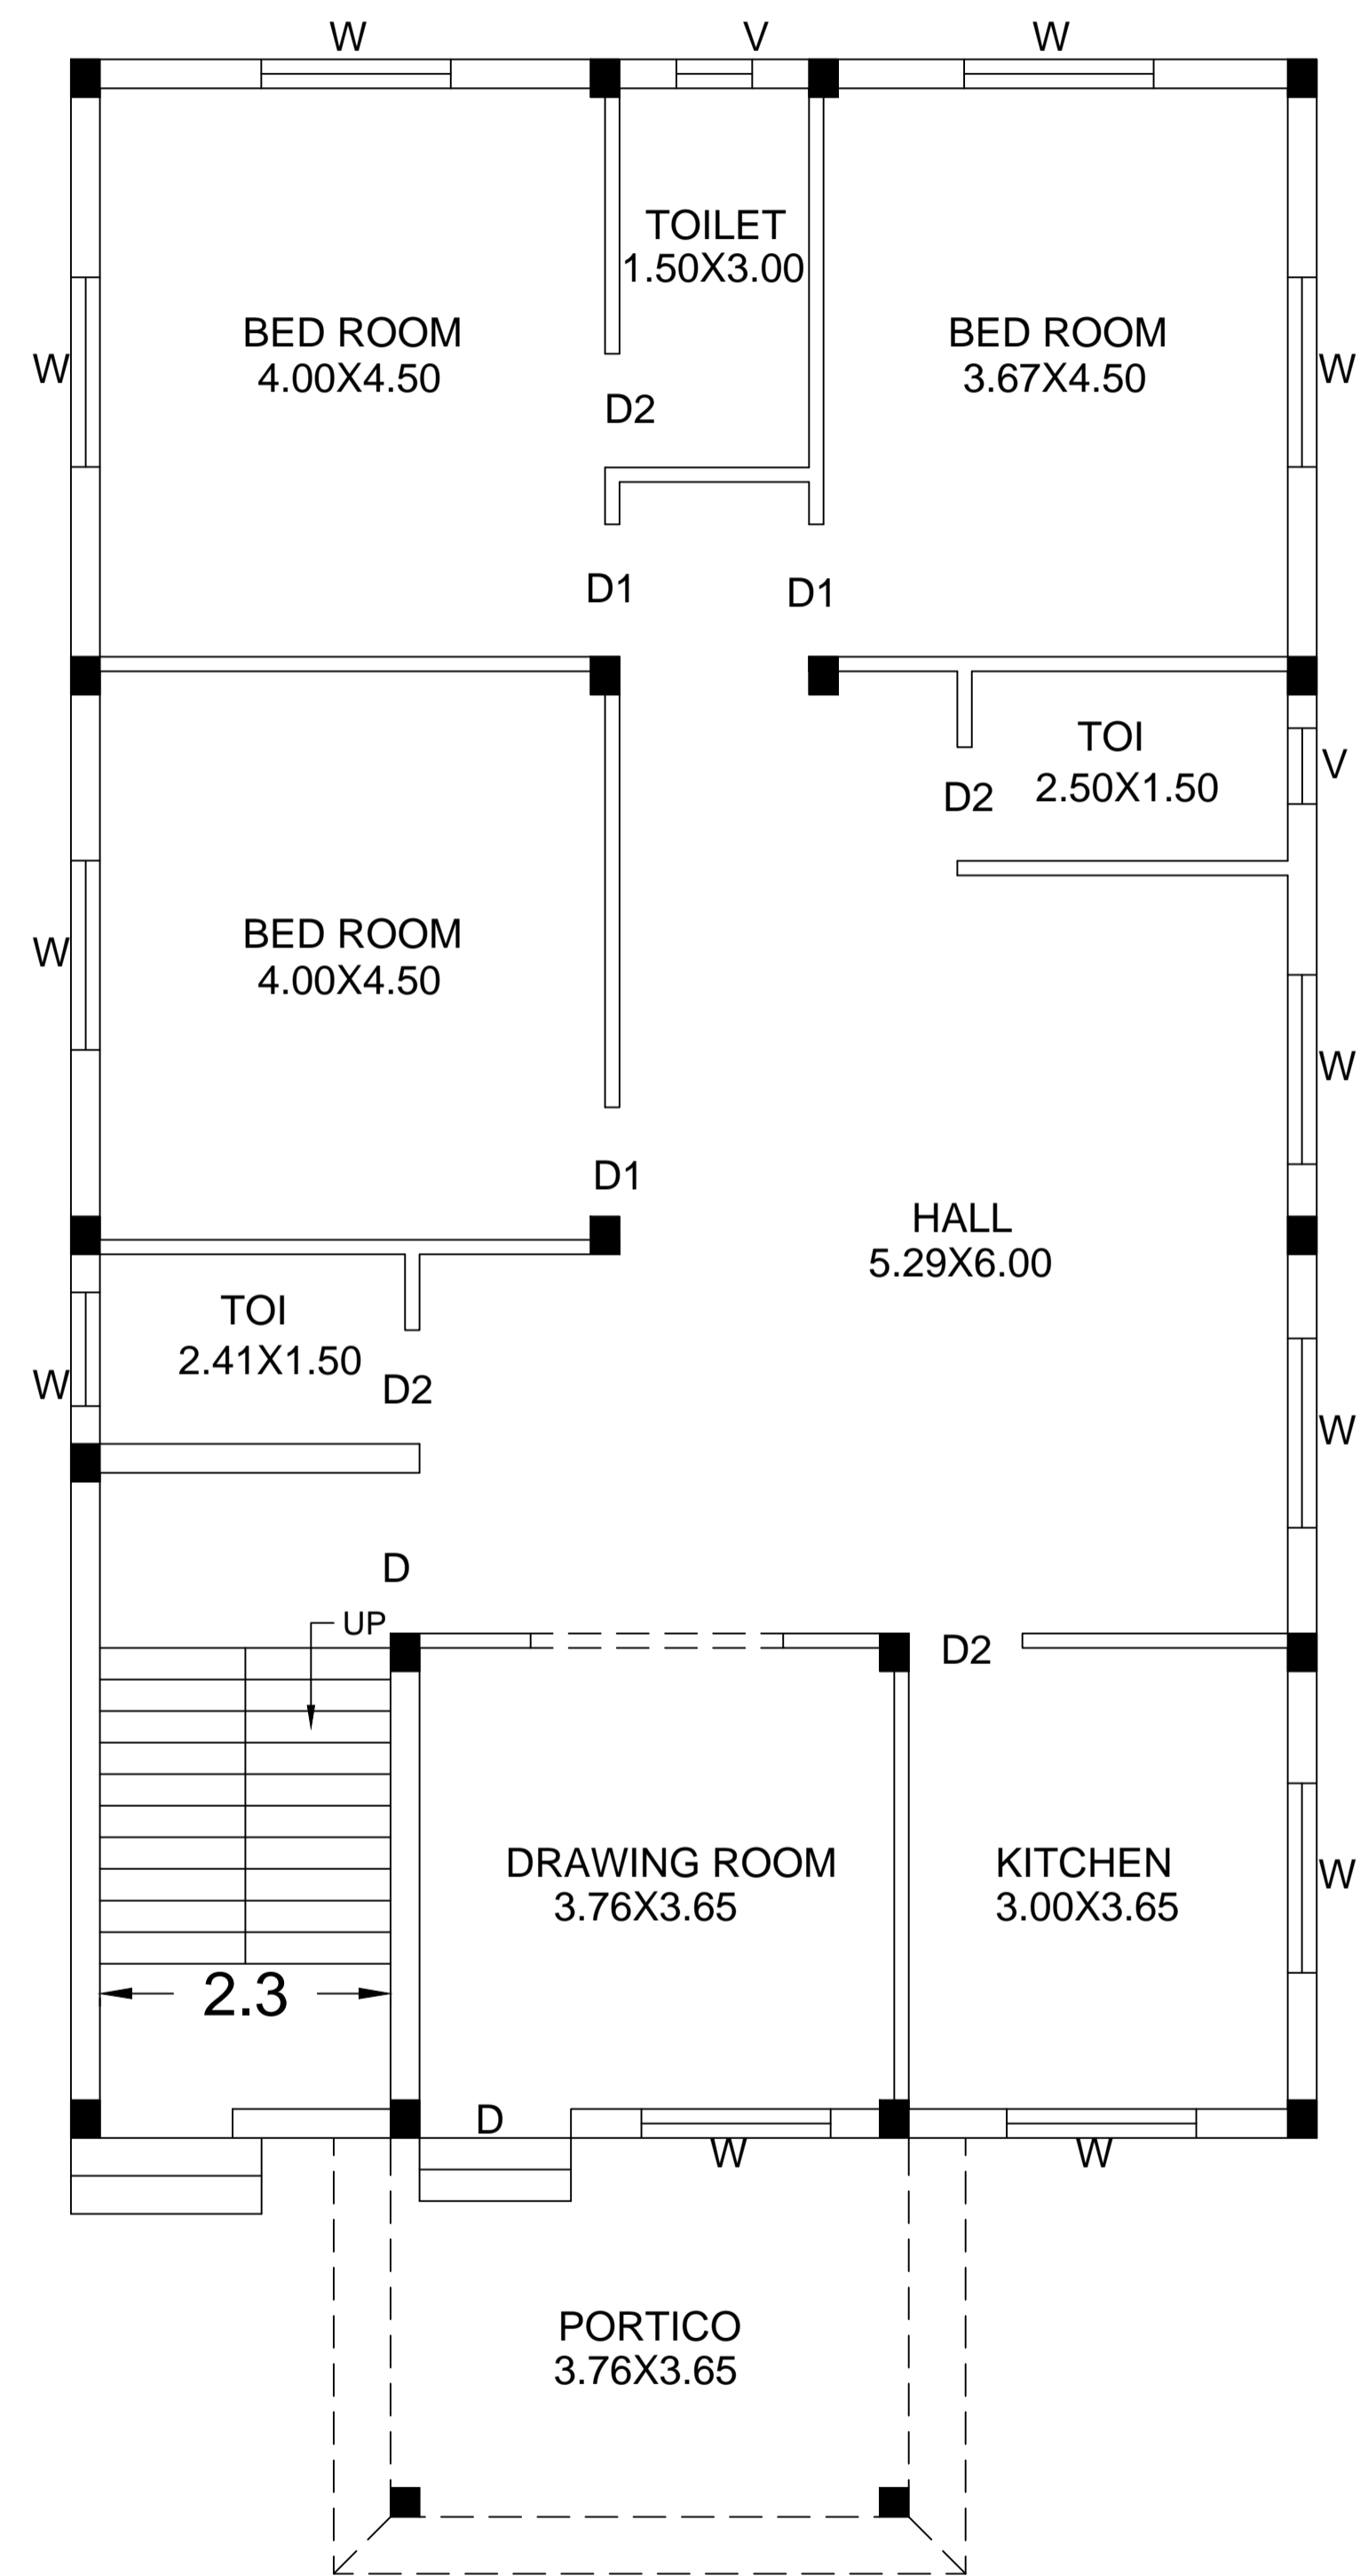 W V W
TOILET
1.50X3.00
BED ROOM
4.00X4.50
BED ROOM
3.67X4.50
W
W
D2
D1 D1
TOI
2.50X1.50
V
D2
BED ROOM
4.00X4.50
W
W
D1
HALL
5.29X6.00
TOI
2.41X1.50
W
D2
W
D
UP
D2
DRAWING ROOM
3.76X3.65
KITCHEN
3.00X3.65
W
2.3
D
W W
PORTICO
3.76X3.65